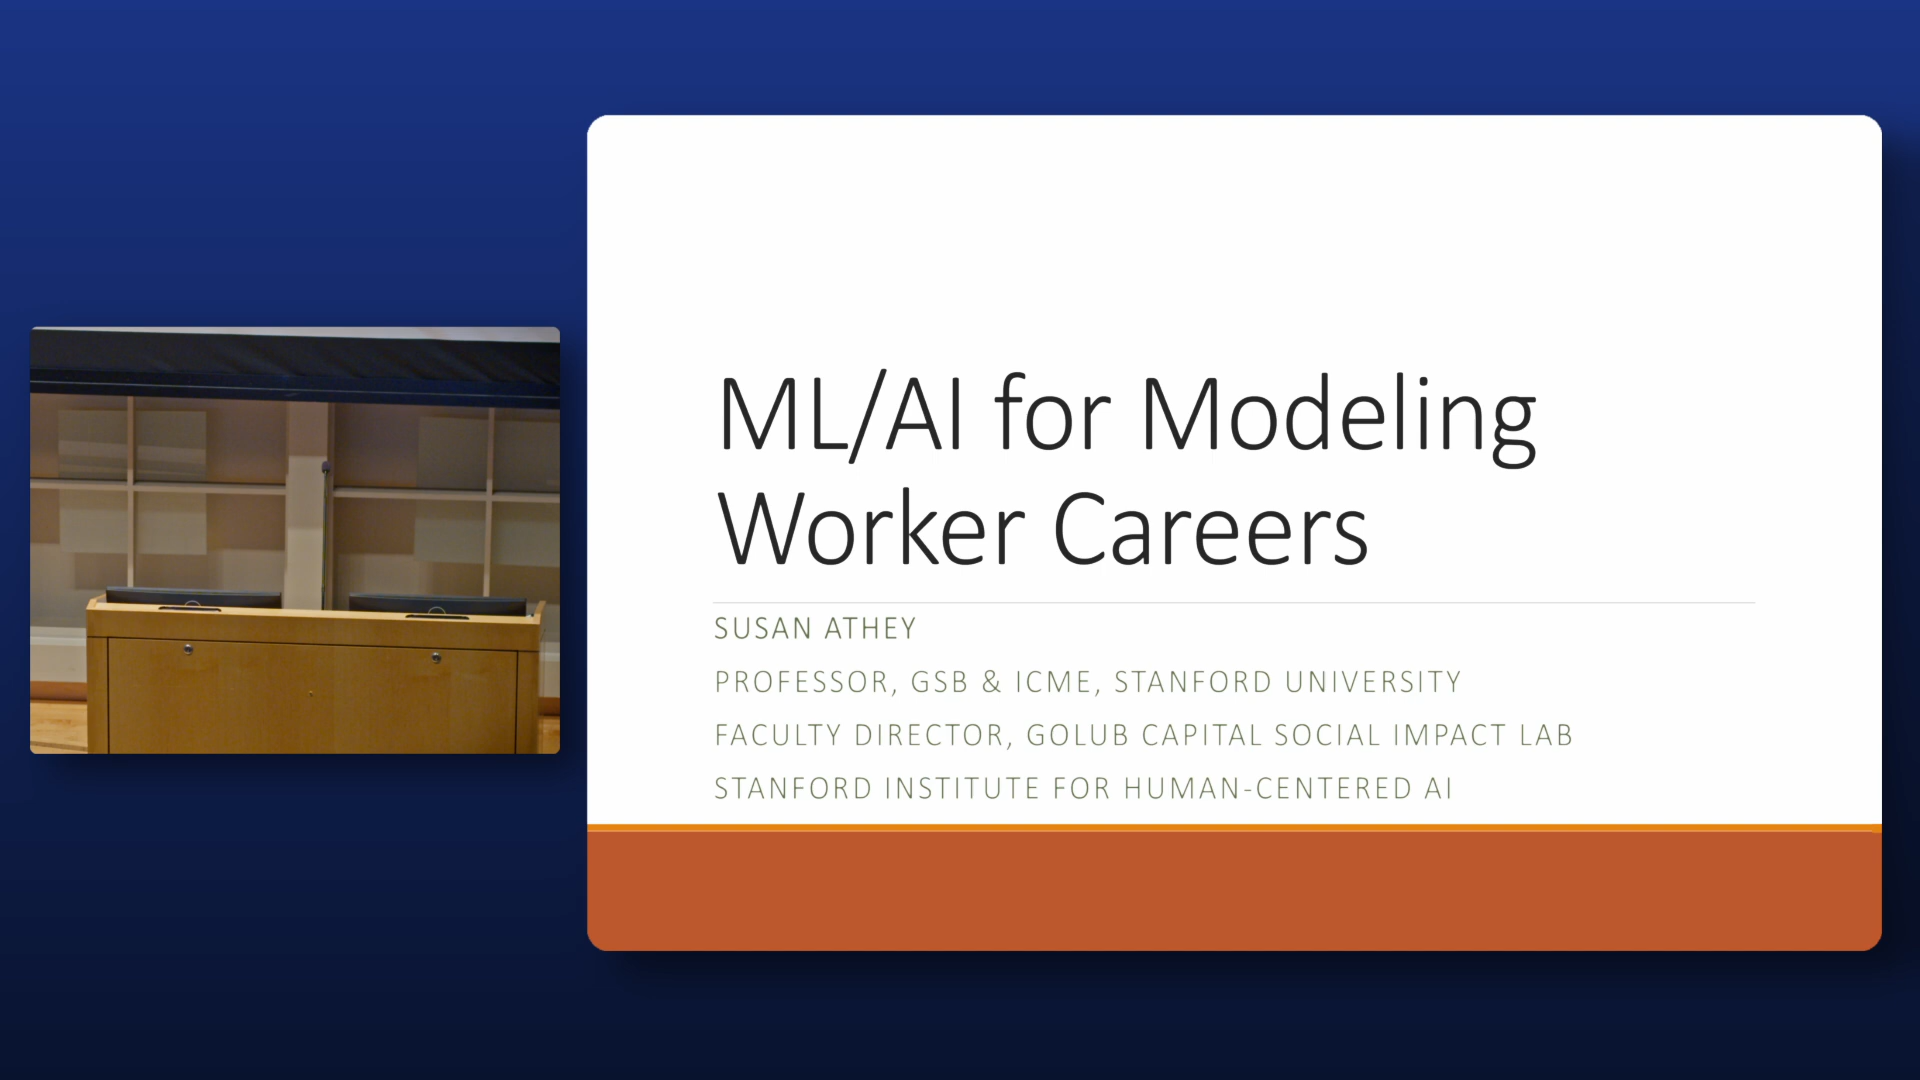 ML/AI for Modeling
Worker Careers
SUSAN ATHEY
PROFESSOR, GSB & ICME, STANFORD UNIVERSITY
FACULTY DIRECTOR, GOLUB CAPITAL SOCIAL IMPACT LAB
STANFORD INSTITUTE FOR HUMAN-CENTERED AI